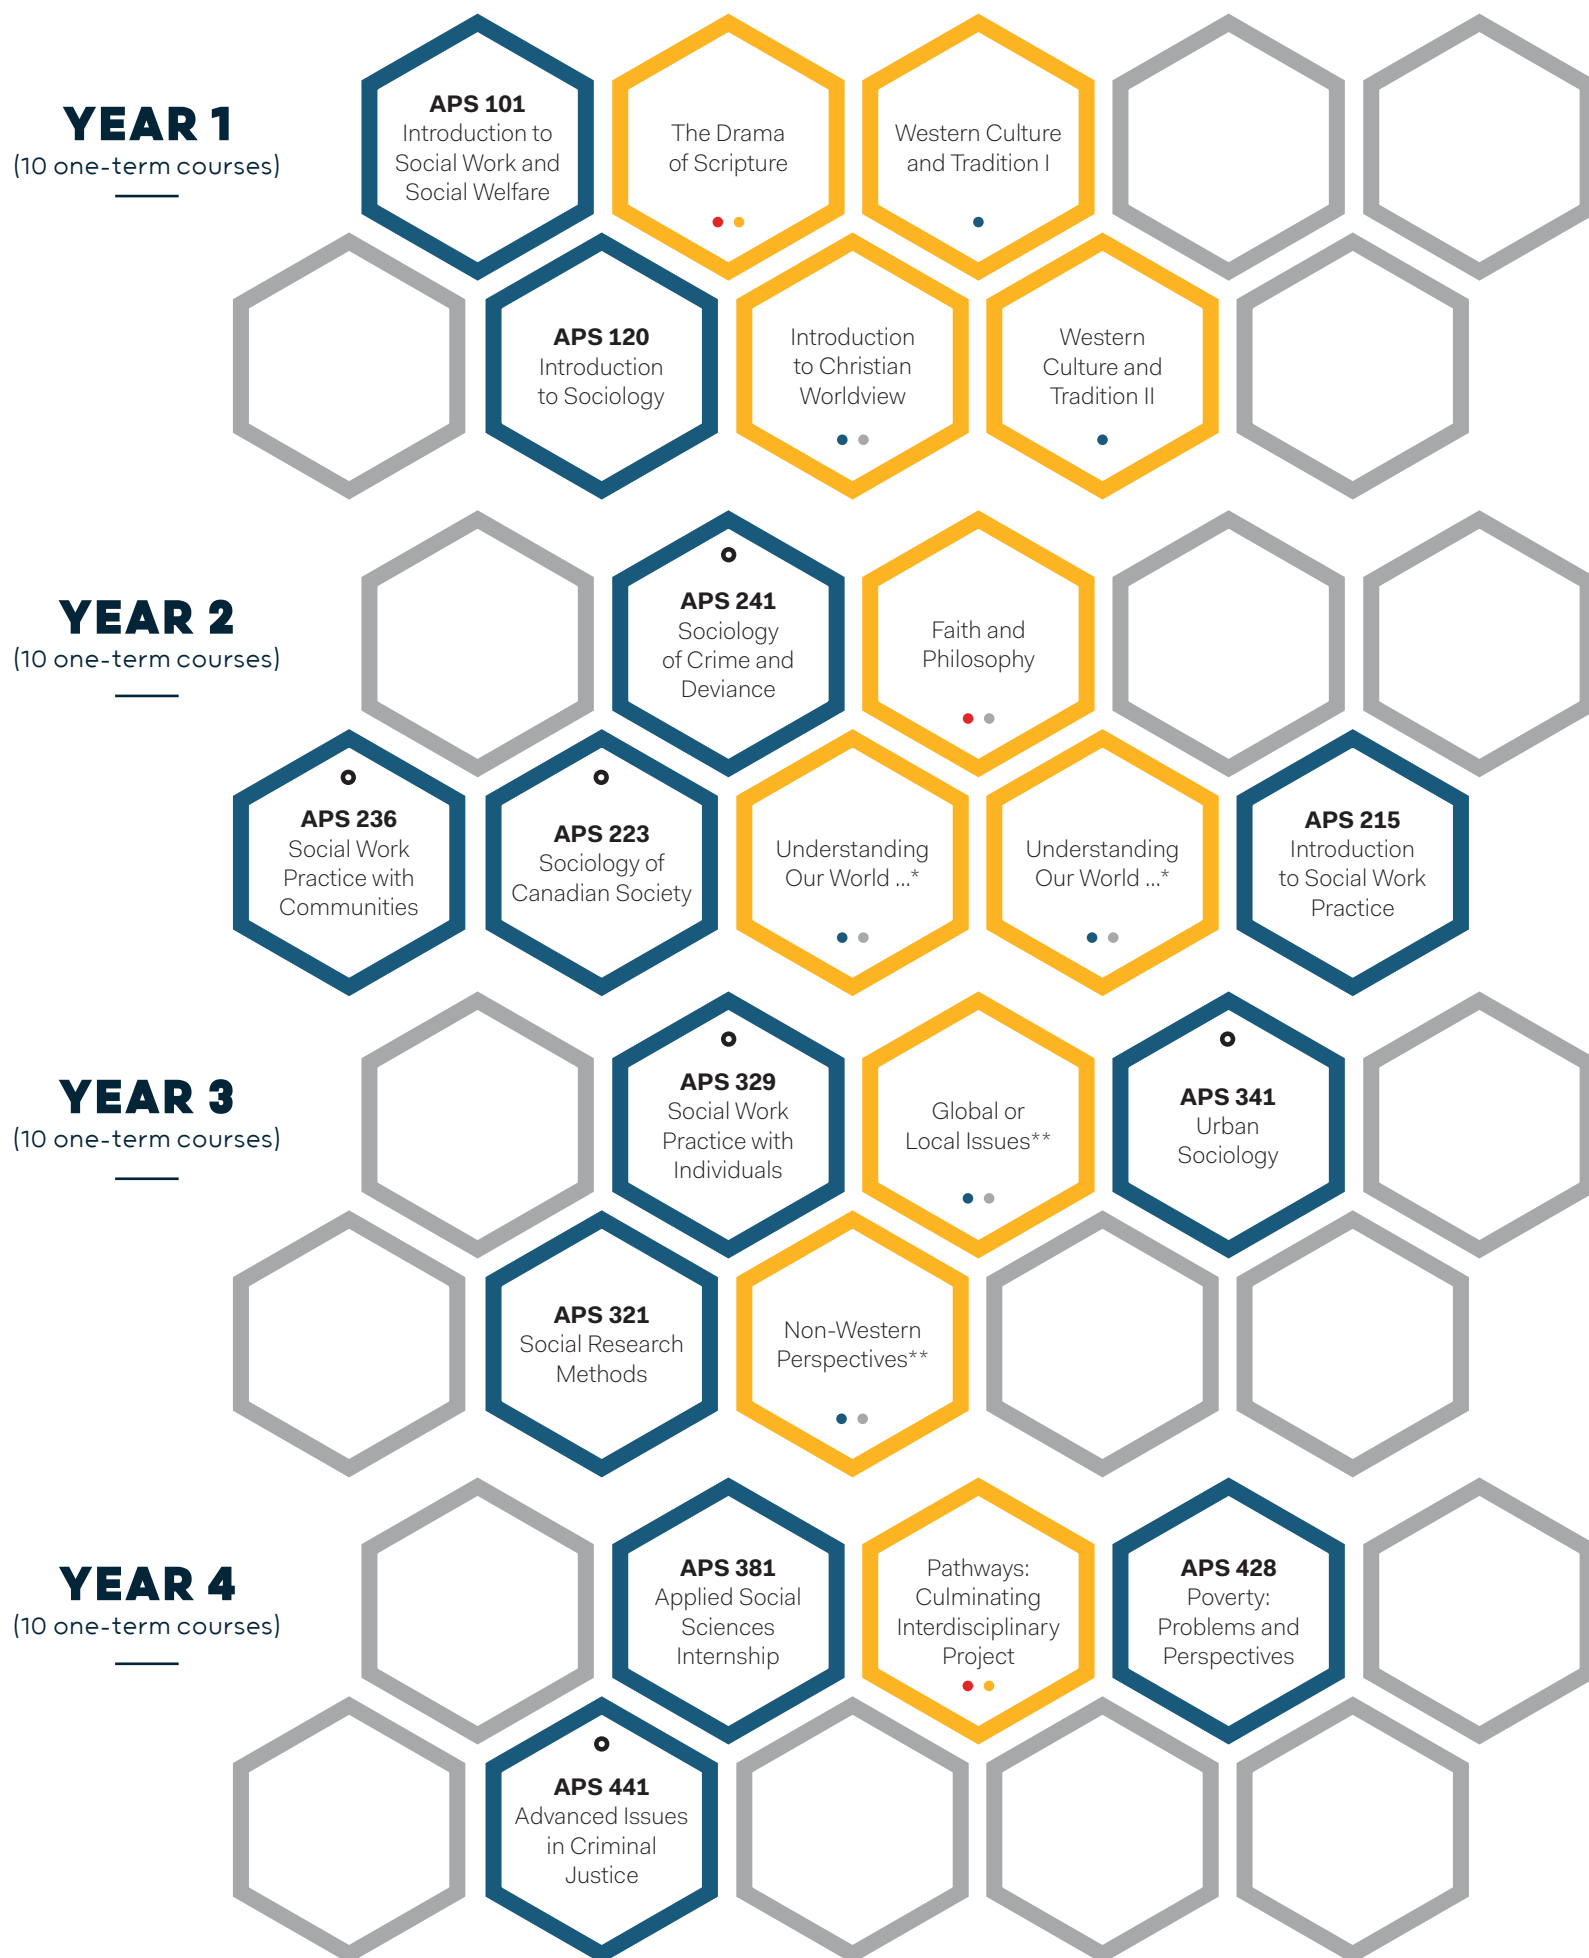 YEAR 1
(10 one-term courses)
APS 101
Introduction to
Social Work and
Social Welfare
The Drama
of Scripture
Western Culture
and Tradition I
APS 120
Introduction
to Sociology
Introduction
to Christian
Worldview
Western
Culture and
Tradition II
YEAR 2
(10 one-term courses)
APS 241
Sociology
of Crime and
Deviance
Faith and
Philosophy
APS 236
Social Work
Practice with
Communities
APS 223
Sociology of
Canadian Society
Understanding
Our World ...*
Understanding
Our World ...*
APS 215
Introduction
to Social Work
Practice
YEAR 3
(10 one-term courses)
APS 329
Social Work
Practice with
Individuals
Global or
Local Issues**
APS 341
Urban
Sociology
APS 321
Social Research
Methods
Non-Western
Perspectives**
YEAR 4
(10 one-term courses)
APS 381
Applied Social
Sciences
Internship
Pathways:
Culminating
Interdisciplinary
Project
APS 428
Poverty:
Problems and
Perspectives
APS 441
Advanced Issues
in Criminal
Justice